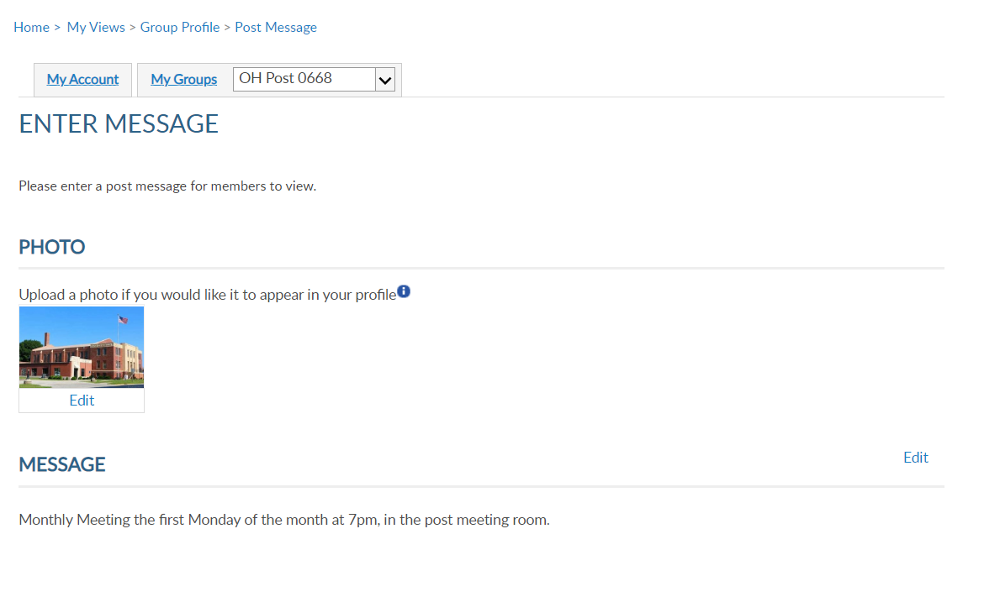 Home > My Views > Group Profile > Post Message
My Account My Groups OH Post 0668
ENTER MESSAGE
Please enter a post message for members to view.
PHOTO
Upload a photo if you would like it to appear in your profile
Edit
MESSAGE Edit
Monthly Meeting the first Monday of the month at 7pm, in the post meeting room.